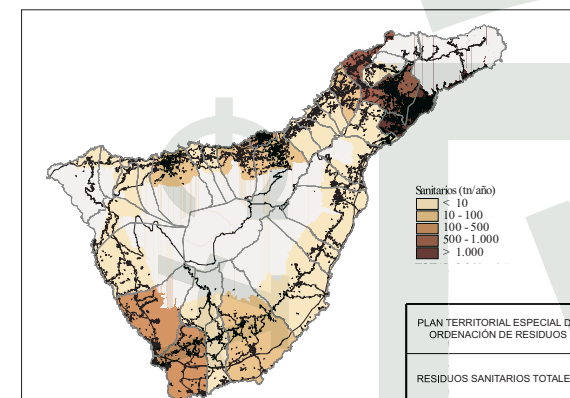 Sanitarios (tn/año)
< 10
10 - 100
100 - 500
500 - 1.000
> 1.000
PLAN TERRITORIAL ESPECIAL D
ORDENACIÓN DE RESIDUOS
RESIDUOS SANITARIOS TOTALE